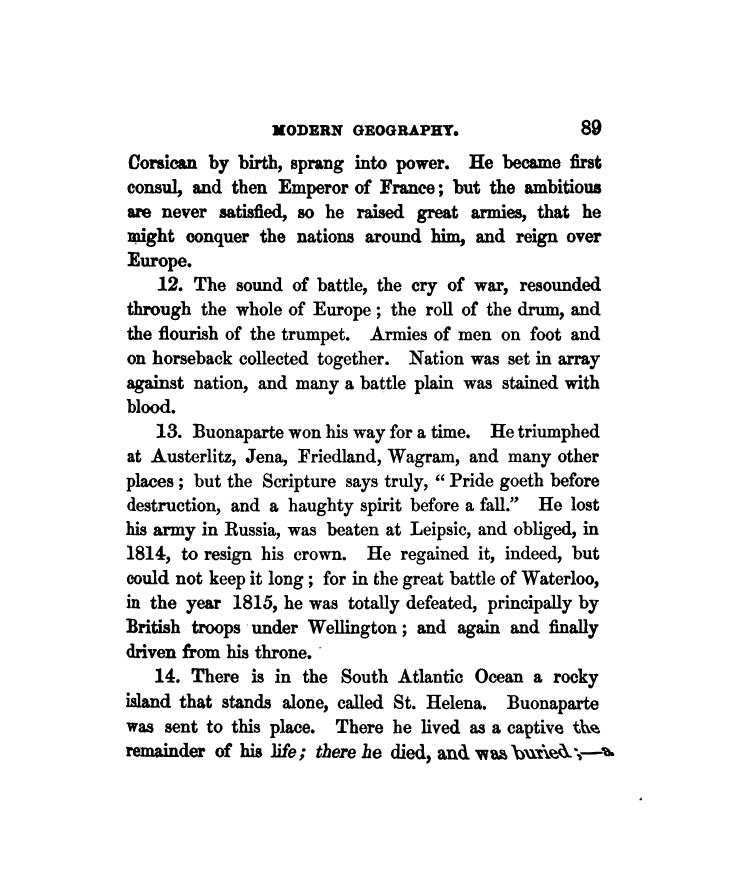 MODERN GEOGRAPHY. 89
Corsican by birth, sprang into power. He became first
consul, and then Emperor of France; but the ambitious
are never satisfied, so he raised great armies, that he
might conquer the nations around him, and reign over
Europe.
12. The sound of battle, the cry of war, resounded
through the whole of Europe; the roll of the drum, and
the flourish of the trumpet. Armies of men on foot and
on horseback collected together. Nation was set in array
against nation, and many a battle plain was stained with
blood.
13. Buonaparte won his way for a time. He triumphed
at Austerlitz, Jena, Friedland, Wagram, and many other
places; but the Scripture says truly, "Pride goeth before
destruction, and a haughty spirit before a fall." He lost
his army in Russia, was beaten at Leipsic, and obliged, in
1814, to resign his crown. He regained it, indeed, but
could not keep it long; for in the great battle of Waterloo,
in the year 1815, he was totally defeated, principally by
British troops under Wellington; and again and finally
driven from his throne.
14. There is in the South Atlantic Ocean a rocky
island that stands alone, called St. Helena. Buonaparte
was sent to this place. There he lived as a captive the
remainder of his life; there he died, and was buried;—a